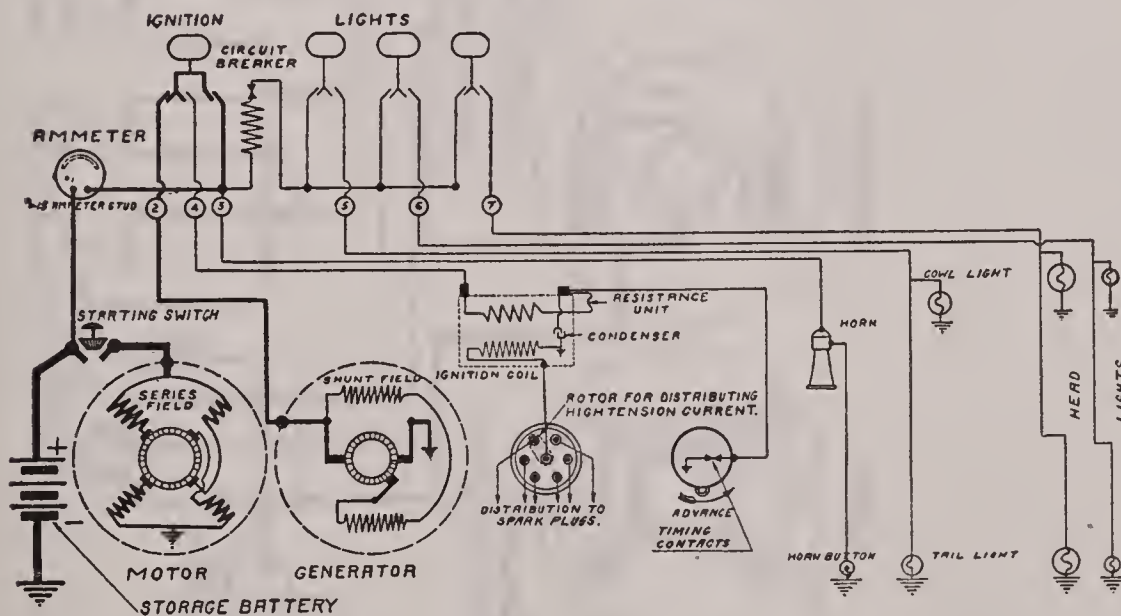 IGNITION
LIGHTS
CIRCUIT
BREAKER
AMMETER
AMMETER STUD
2 4 3 5 6 7
STARTING SWITCH
COWL LIGHT
RESISTANCE
UNIT
CONDENSER
HORN
IGNITION COIL
SERIES
FIELD
SHUNT FIELD
ROTOR FOR DISTRIBUTING
HIGH TENSION CURRENT.
HEAD
LIGHTS
+
-
DISTRIBUTION TO
SPARK PLUGS.
ADVANCE
TIMING
CONTACTS
HORN BUTTON
TAIL LIGHT
MOTOR
GENERATOR
STORAGE BATTERY